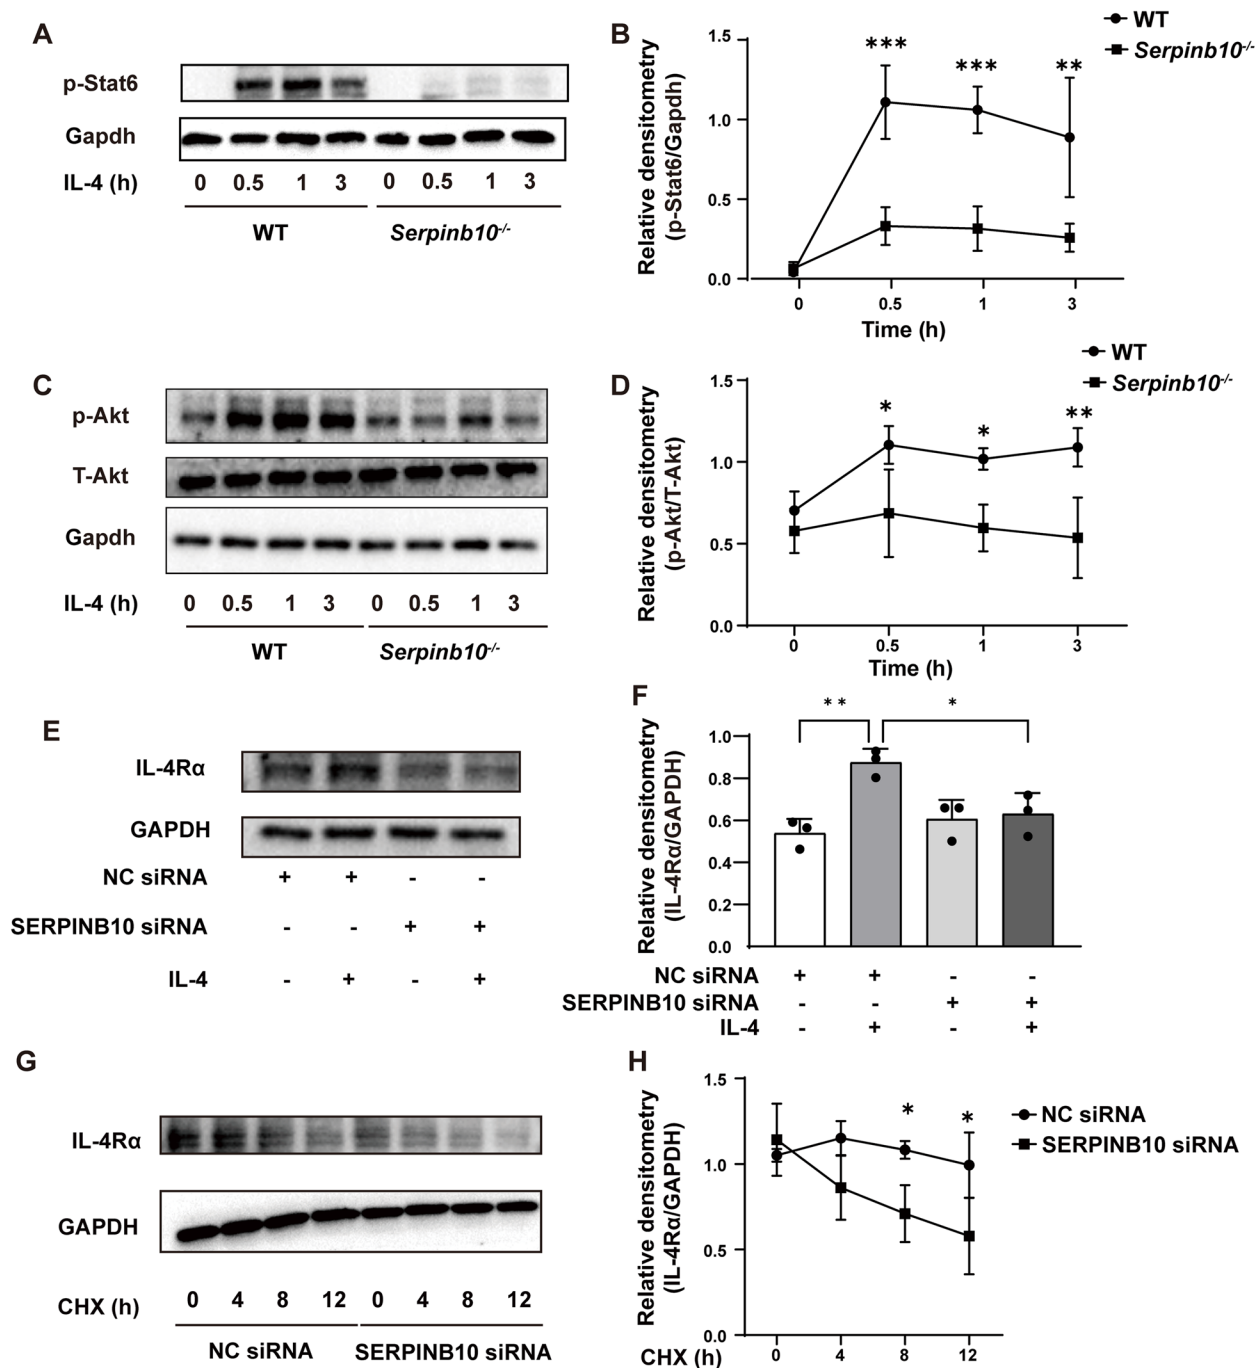 A
p-Stat6
Gapdh
IL-4 (h) 0 0.5 1 3 0 0.5 1 3
WT Serpinb10-/-
B
WT
Serpinb10-/-
Relative densitometry
(p-Stat6/Gapdh)
1.5
1.0
0.5
0.0
*** *** **
0 0.5 1 3
Time (h)
C
p-Akt
T-Akt
Gapdh
IL-4 (h) 0 0.5 1 3 0 0.5 1 3
WT Serpinb10-/-
D
WT
Serpinb10-/-
Relative densitometry
(p-Akt/T-Akt)
1.5
1.0
0.5
0.0
* * **
0 0.5 1 3
Time (h)
E
IL-4Rα
GAPDH
NC siRNA + + - -
SERPINB10 siRNA - - + +
IL-4 - + - +
F
Relative densitometry
(IL-4Rα/GAPDH)
** *
1.0
0.8
0.6
0.4
0.2
0.0
NC siRNA + + - -
SERPINB10 siRNA - - + +
IL-4 - + - +
G
IL-4Rα
GAPDH
CHX (h) 0 4 8 12 0 4 8 12
NC siRNA SERPINB10 siRNA
H
Relative densitometry
(IL-4Rα/GAPDH)
1.5
1.0
0.5
0.0
* *
NC siRNA
SERPINB10 siRNA
CHX (h) 0 4 8 12